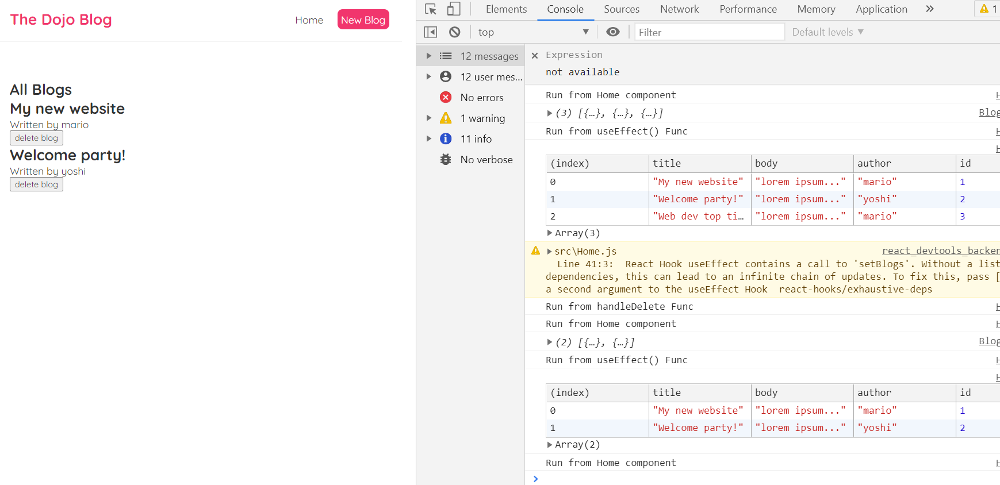 The Dojo Blog
Home
New Blog
All Blogs
My new website
Written by mario
delete blog
Welcome party!
Written by yoshi
delete blog
Elements Console Sources Network Performance Memory Application 1
top Filter Default levels
12 messages
12 user mes...
No errors
1 warning
11 info
No verbose
Expression
not available
Run from Home component
(3) [{…}, {…}, {…}] Blog
Run from useEffect() Func
(index) title body author id
0 "My new website" "lorem ipsum..." "mario" 1
1 "Welcome party!" "lorem ipsum..." "yoshi" 2
2 "Web dev top ti… "lorem ipsum..." "mario" 3
Array(3)
src\Home.js react_devtools_backen
Line 41:3: React Hook useEffect contains a call to 'setBlogs'. Without a list
dependencies, this can lead to an infinite chain of updates. To fix this, pass [
a second argument to the useEffect Hook react-hooks/exhaustive-deps
Run from handleDelete Func
Run from Home component
(2) [{…}, {…}] Blog
Run from useEffect() Func
(index) title body author id
0 "My new website" "lorem ipsum..." "mario" 1
1 "Welcome party!" "lorem ipsum..." "yoshi" 2
Array(2)
Run from Home component